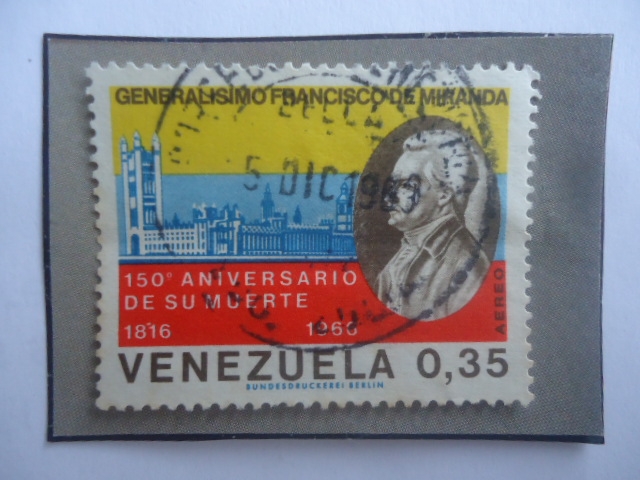 GENERALISIMO FRANCISCO DE MIRANDA
5 DIC 1969
150° ANIVERSARIO
DE SU MUERTE
1816 1966
AEREO
VENEZUELA 0,35
BUNDESDRUCKEREI BERLIN